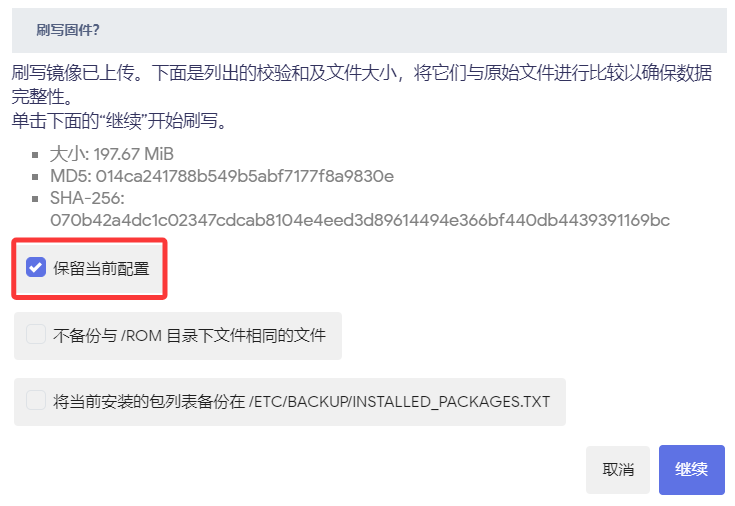 刷写固件?
刷写镜像已上传。下面是列出的校验和及文件大小，将它们与原始文件进行比较以确保数据
完整性。
单击下面的“继续”开始刷写。
大小: 197.67 MiB
MD5: 014ca241788b549b5abf7177f8a9830e
SHA-256:
070b42a4dc1c02347cdcab8104e4eed3d89614494e366bf440db4439391169bc
保留当前配置
不备份与 /ROM 目录下文件相同的文件
将当前安装的包列表备份在 /ETC/BACKUP/INSTALLED_PACKAGES.TXT
取消 继续